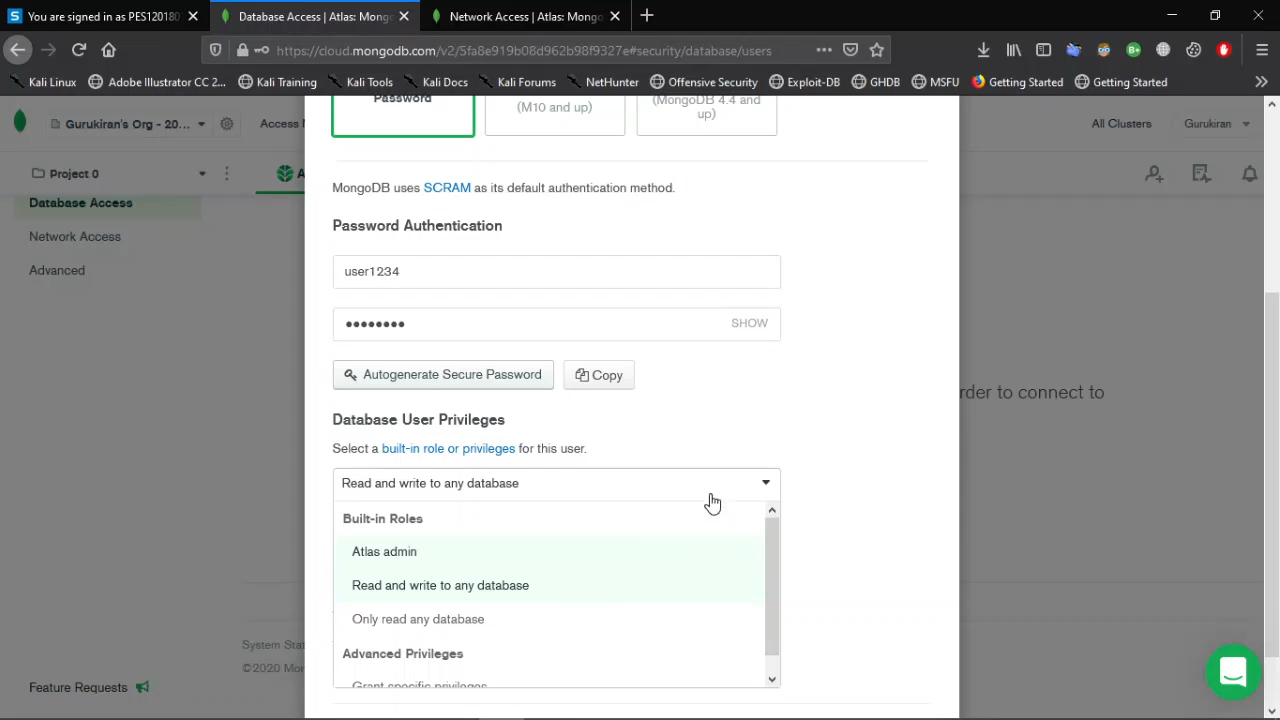 You are signed in as PES120180
Database Access | Atlas: Mongo
Network Access | Atlas: Mongo
https://cloud.mongodb.com/v2/5fa8e919b08d962b98f9327e#security/database/users
Kali Linux
Adobe Illustrator CC 2...
Kali Training
Kali Tools
Kali Docs
Kali Forums
NetHunter
Offensive Security
Exploit-DB
GHDB
MSFU
Getting Started
Getting Started
Password
(M10 and up)
(MongoDB 4.4 and
up)
Gurukiran's Org - 20...
Access
All Clusters
Gurukiran
Project 0
A
MongoDB uses SCRAM as its default authentication method.
Database Access
Network Access
Advanced
Password Authentication
user1234
SHOW
Autogenerate Secure Password
Copy
rder to connect to
Database User Privileges
Select a built-in role or privileges for this user.
Read and write to any database
Built-in Roles
Atlas admin
Read and write to any database
Only read any database
Advanced Privileges
Grant specific privileges
System Sta
©2020 Mon
Feature Requests